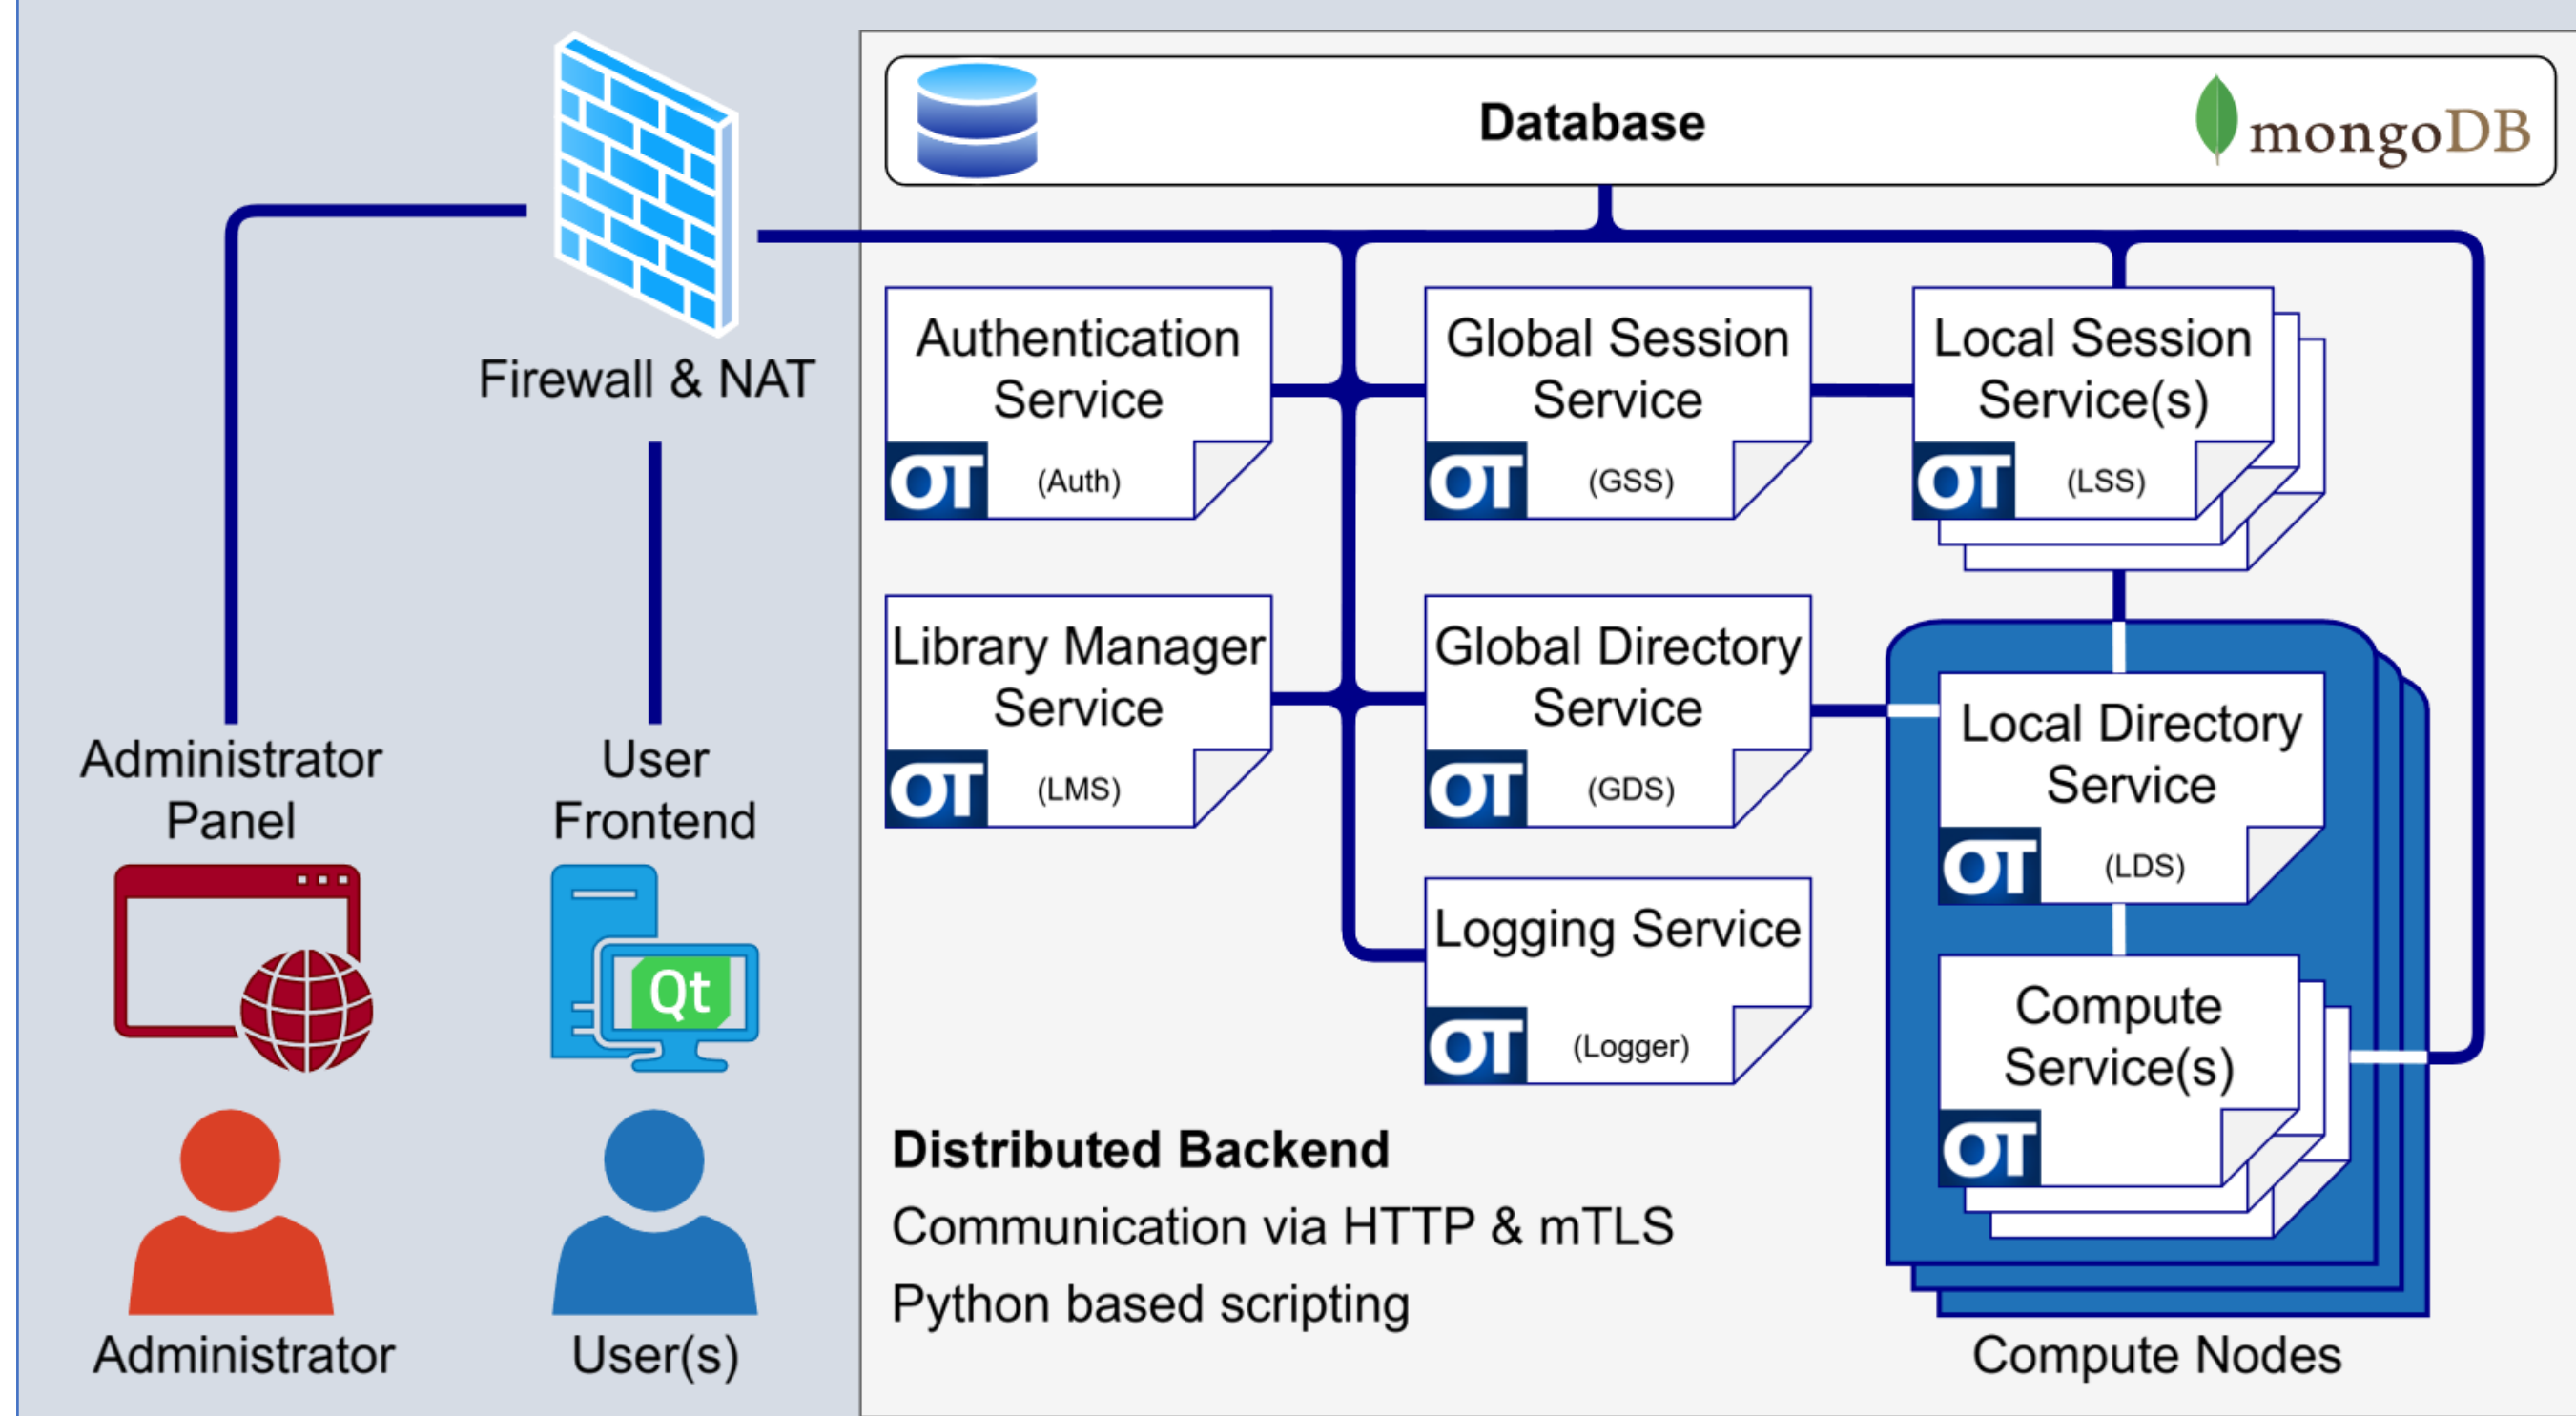 Database
mongoDB
Firewall & NAT
Authentication
Service
OT
(Auth)
Global Session
Service
OT
(GSS)
Local Session
Service(s)
OT
(LSS)
Library Manager
Service
OT
(LMS)
Global Directory
Service
OT
(GDS)
Local Directory
Service
OT
(LDS)
Logging Service
OT
(Logger)
Compute
Service(s)
OT
Compute Nodes
Administrator
Panel
User
Frontend
Qt
Administrator
User(s)
Distributed Backend
Communication via HTTP & mTLS
Python based scripting